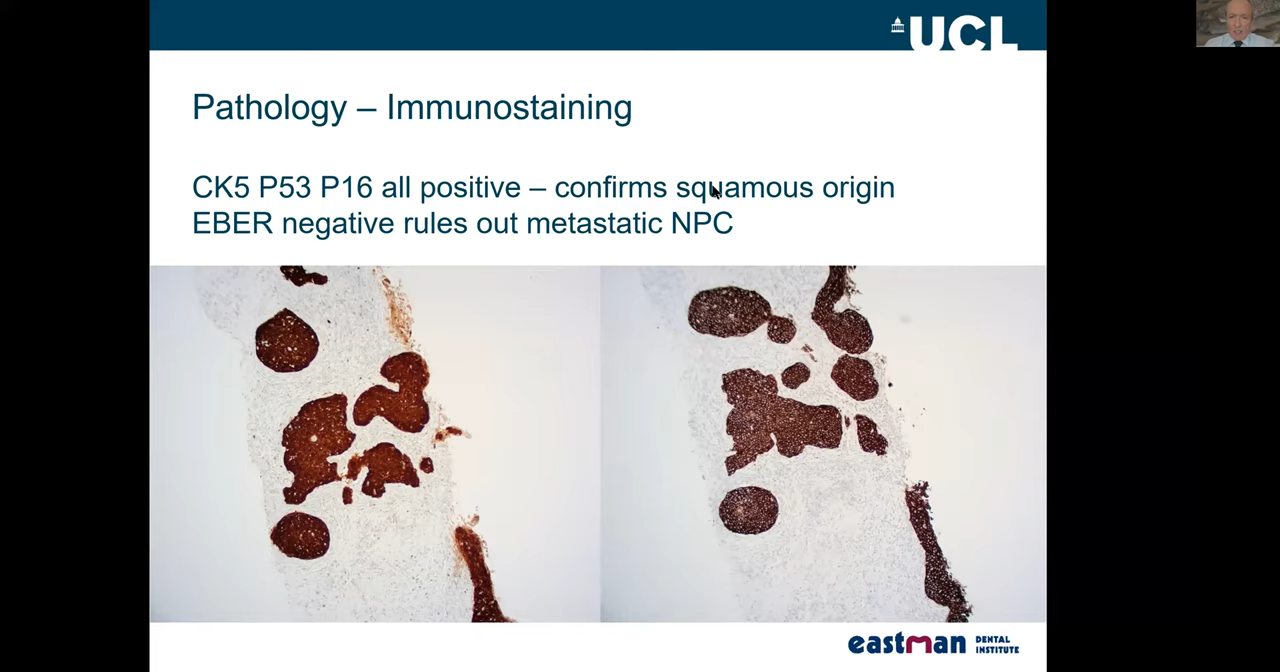 UCL
Pathology – Immunostaining
CK5 P53 P16 all positive – confirms squamous origin
EBER negative rules out metastatic NPC
eastman DENTAL
INSTITUTE